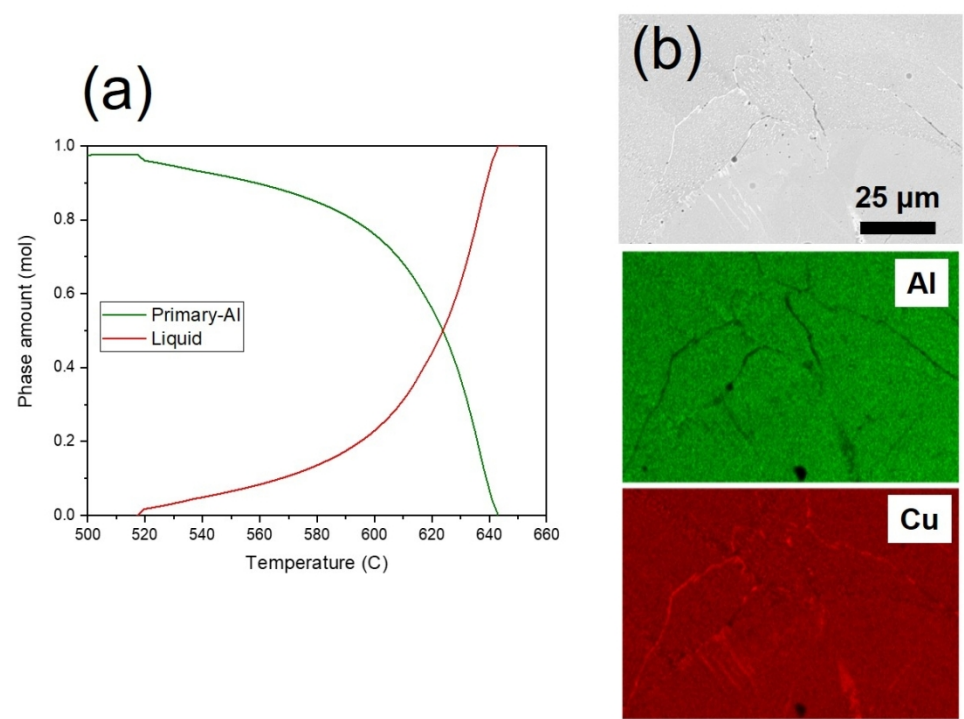 (a)
Phase amount (mol)
1.0
0.8
0.6
0.4
0.2
0.0
Primary-Al
Liquid
500 520 540 560 580 600 620 640 660
Temperature (C)
(b)
25 µm
Al
Cu